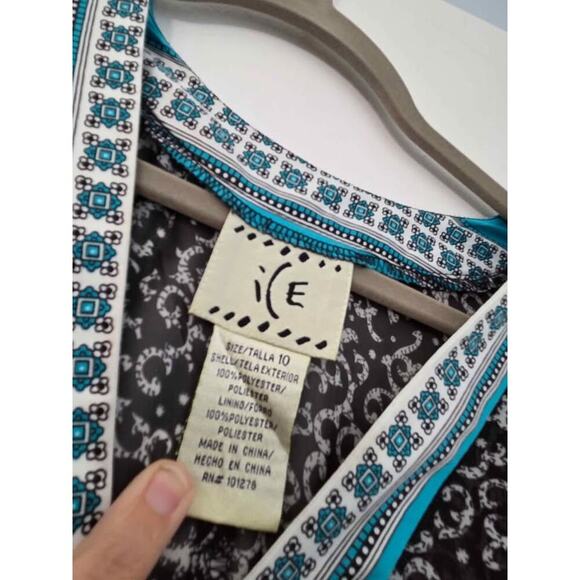 iCE
SIZE/TALLA 10
SHELL/TELA EXTERIOR
100%POLYESTER/
POLIESTER
LINING/FORRO
100%POLYESTER/
POLIESTER
MADE IN CHINA/
HECHO EN CHINA
RN# 101278